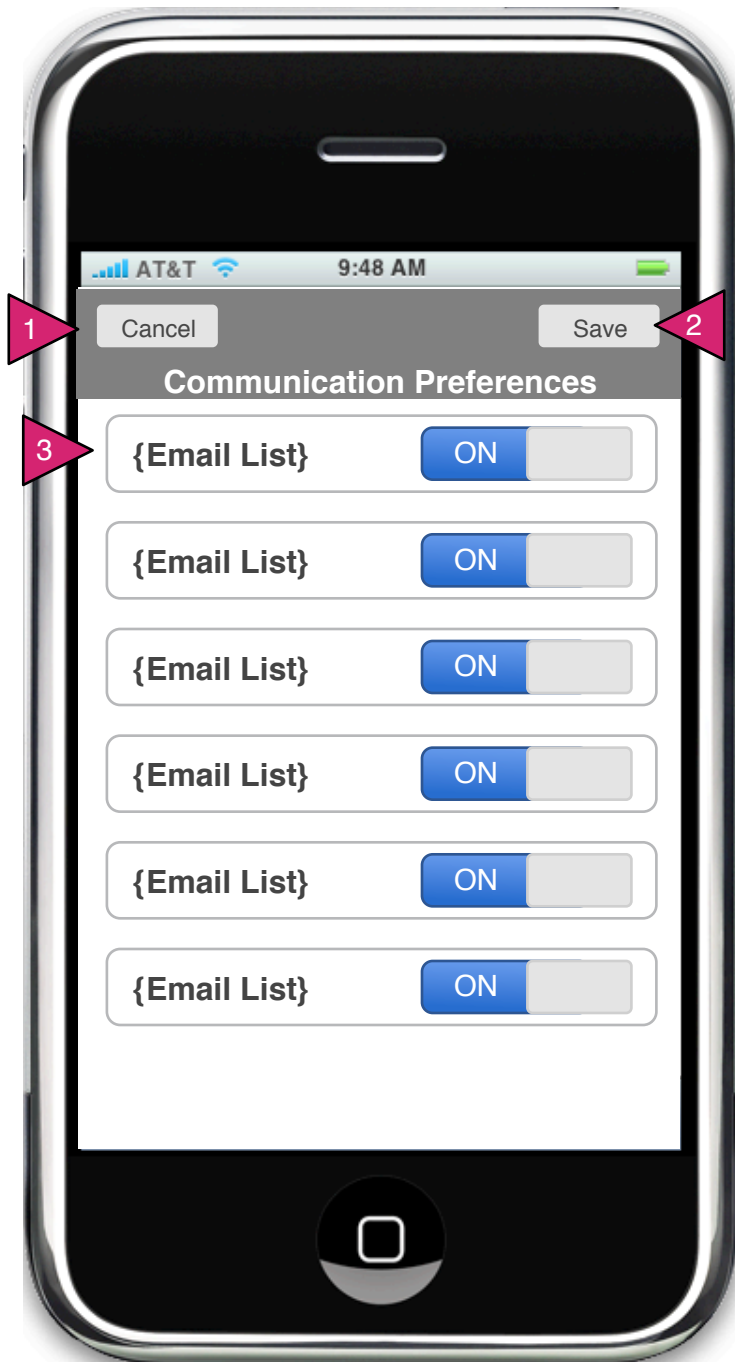 AT&T 9:48 AM
1 Cancel Save 2
Communication Preferences
3 {Email List} ON
{Email List} ON
{Email List} ON
{Email List} ON
{Email List} ON
{Email List} ON